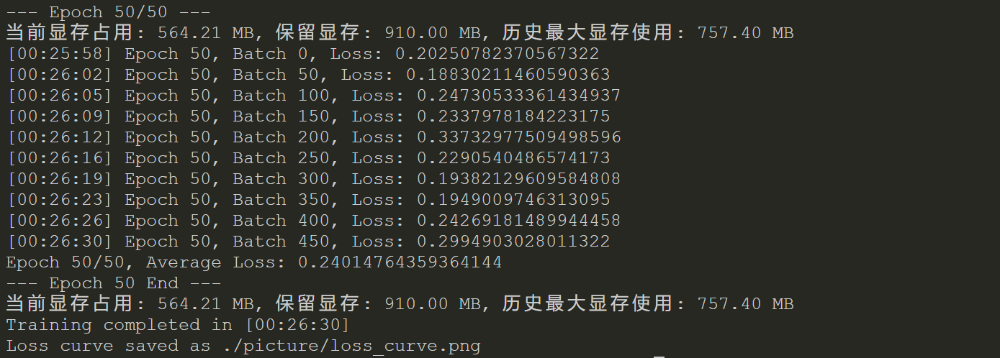 --- Epoch 50/50 ---
当前显存占用: 564.21 MB, 保留显存: 910.00 MB, 历史最大显存使用: 757.40 MB
[00:25:58] Epoch 50, Batch 0, Loss: 0.20250782370567322
[00:26:02] Epoch 50, Batch 50, Loss: 0.18830211460590363
[00:26:05] Epoch 50, Batch 100, Loss: 0.24730533361434937
[00:26:09] Epoch 50, Batch 150, Loss: 0.2337978184223175
[00:26:12] Epoch 50, Batch 200, Loss: 0.33732977509498596
[00:26:16] Epoch 50, Batch 250, Loss: 0.2290540486574173
[00:26:19] Epoch 50, Batch 300, Loss: 0.19382129609584808
[00:26:23] Epoch 50, Batch 350, Loss: 0.1949009746313095
[00:26:26] Epoch 50, Batch 400, Loss: 0.24269181489944458
[00:26:30] Epoch 50, Batch 450, Loss: 0.2994903028011322
Epoch 50/50, Average Loss: 0.24014764359364144
--- Epoch 50 End ---
当前显存占用: 564.21 MB, 保留显存: 910.00 MB, 历史最大显存使用: 757.40 MB
Training completed in [00:26:30]
Loss curve saved as ./picture/loss_curve.png